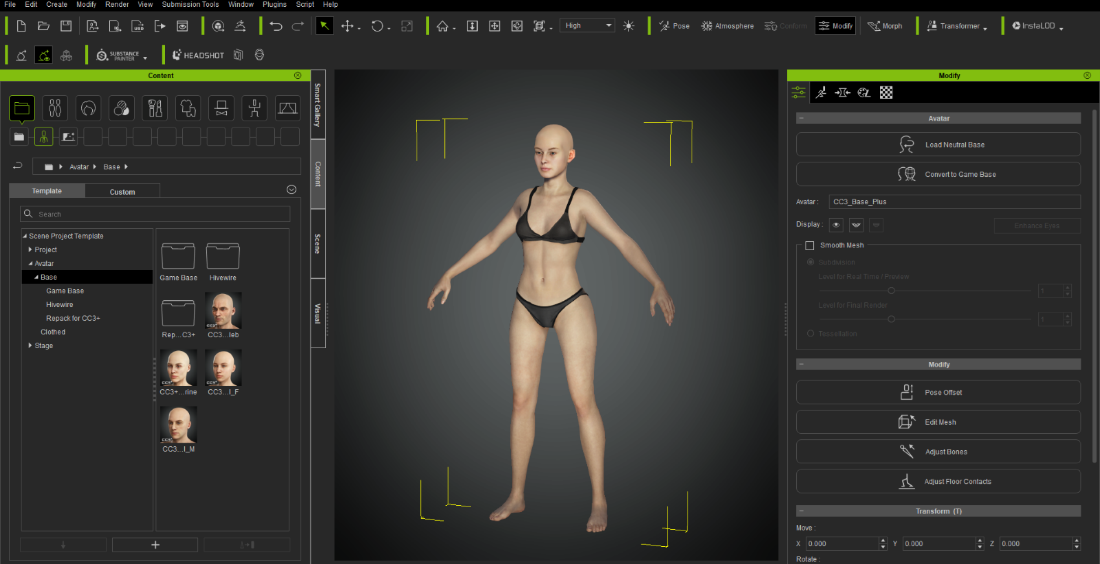 File Edit Create Modify Render View Submission Tools Window Plugins Script Help
High Pose Atmosphere Conform Modify Morph Transformer InstaLOD
SUBSTANCE PAINTER HEADSHOT
Content
Modify
Smart Gallery
Content
Scene
Visual
Avatar Base
Template Custom
Search
Scene Project Template
Project
Avatar
Base
Game Base
Hivewire
Repack for CC3+
Clothed
Stage
Game Base Hivewire
Rep...C3+ CC3...leb
CC3+...rine CC3...l_F
CC3...l_M
Avatar
Load Neutral Base
Convert to Game Base
Avatar : CC3_Base_Plus
Display :
Smooth Mesh
Subdivision
Level for Real Time / Preview
1
Level for Final Render
1
Tessellation
Modify
Pose Offset
Edit Mesh
Adjust Bones
Adjust Floor Contacts
Transform (T)
Move :
X 0.000 Y 0.000 Z 0.000
Rotate :